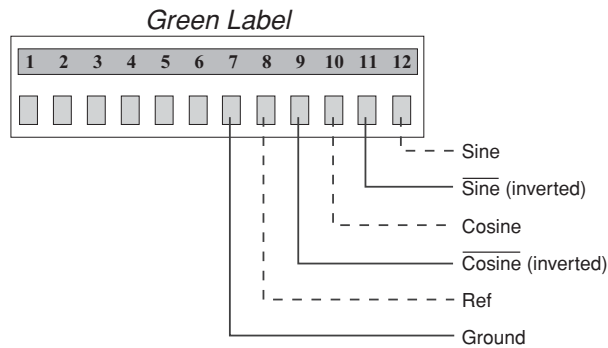 Green Label
1 2 3 4 5 6 7 8 9 10 11 12
Sine
Sine (inverted)
Cosine
Cosine (inverted)
Ref
Ground